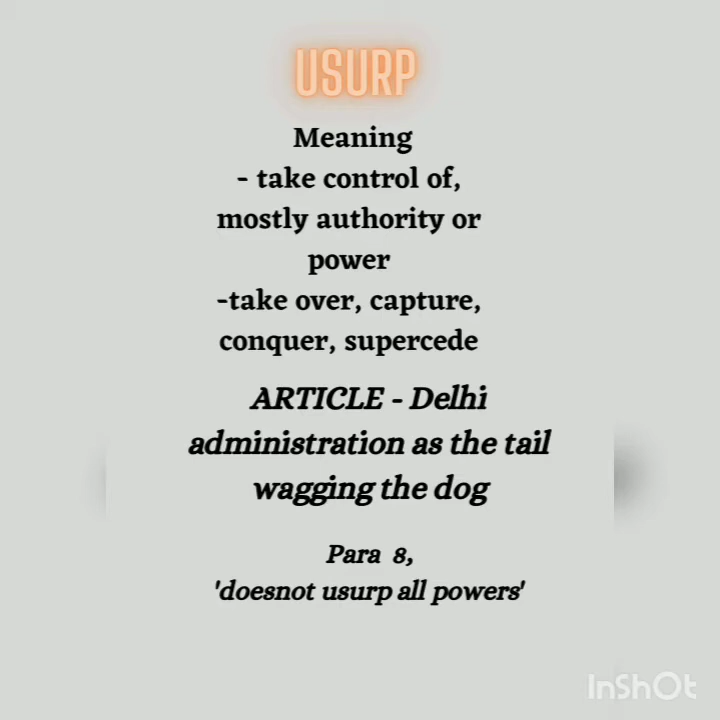 USURP
Meaning
- take control of,
mostly authority or
power
-take over, capture,
conquer, supercede
ARTICLE - Delhi
administration as the tail
wagging the dog
Para 8,
'doesnot usurp all powers'
InShOt